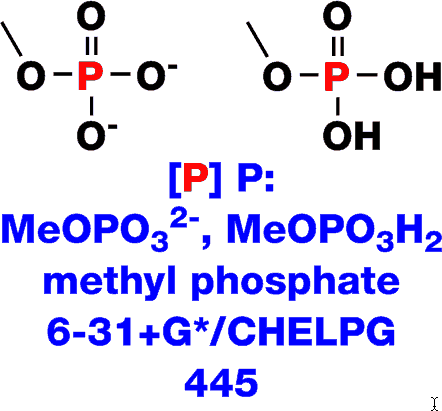 O O
O P O- O P OH
O- OH
[P] P:
MeOPO₃²⁻, MeOPO₃H₂
methyl phosphate
6-31+G*/CHELPG
445